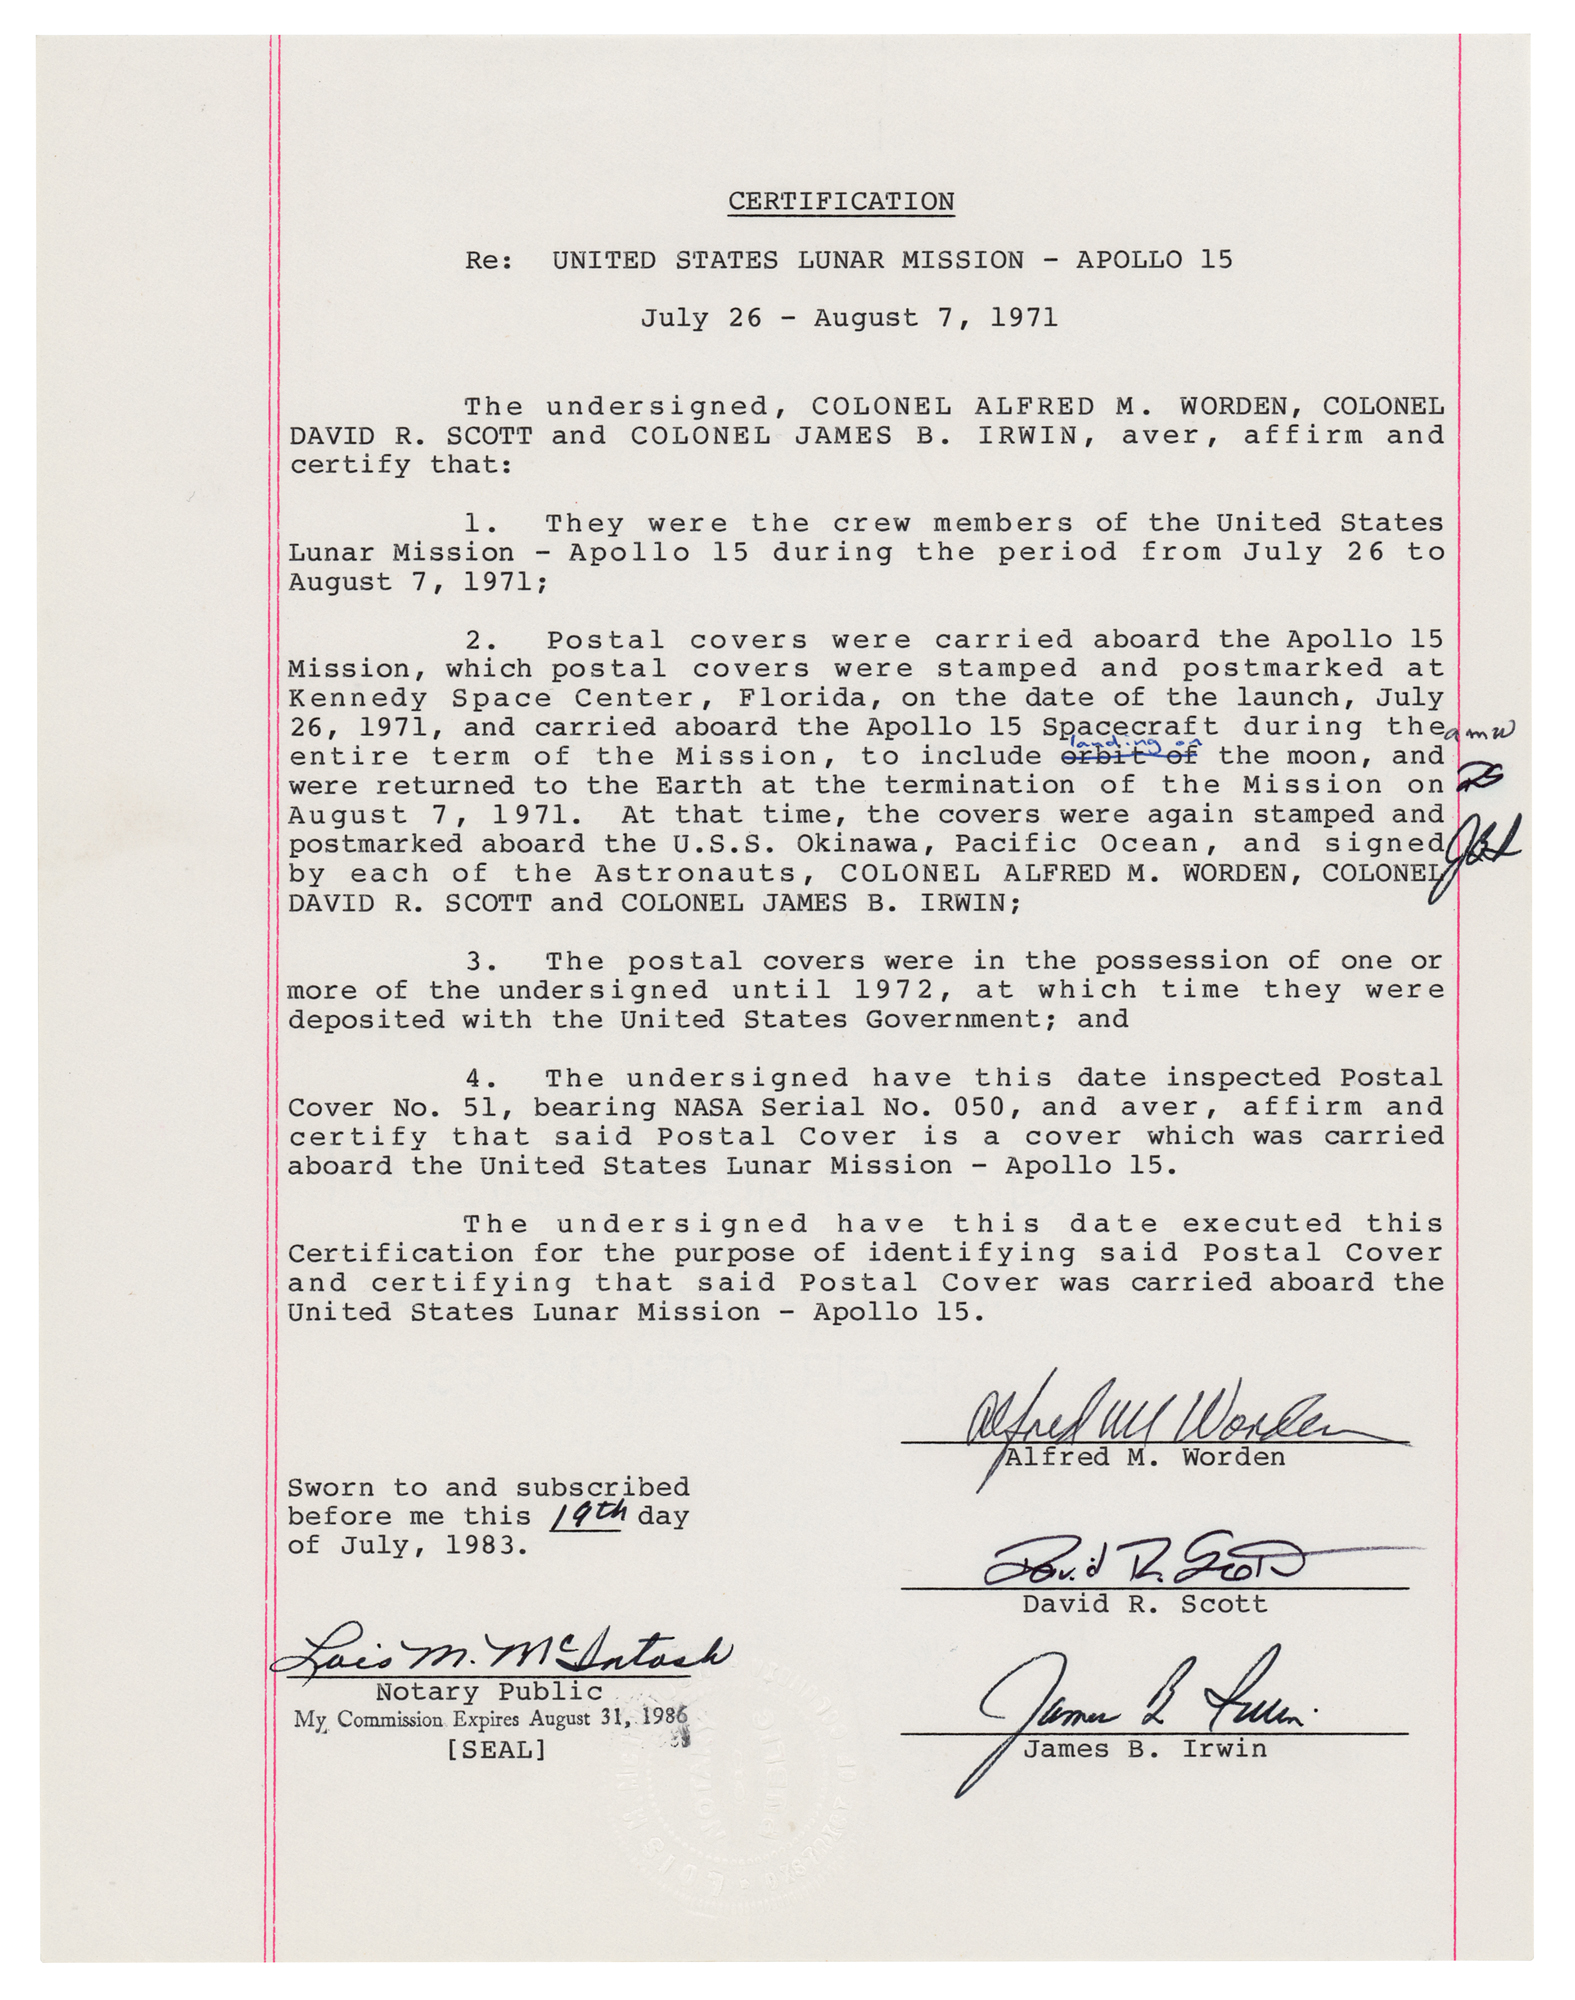 CERTIFICATION
Re: UNITED STATES LUNAR MISSION - APOLLO 15
July 26 - August 7, 1971
The undersigned, COLONEL ALFRED M. WORDEN, COLONEL
DAVID R. SCOTT and COLONEL JAMES B. IRWIN, aver, affirm and
certify that:
1. They were the crew members of the United States
Lunar Mission - Apollo 15 during the period from July 26 to
August 7, 1971;
2. Postal covers were carried aboard the Apollo 15
Mission, which postal covers were stamped and postmarked at
Kennedy Space Center, Florida, on the date of the launch, July
26, 1971, and carried aboard the Apollo 15 Spacecraft during the amw
landing on
entire term of the Mission, to include orbit of the moon, and
were returned to the Earth at the termination of the Mission on DS
August 7, 1971. At that time, the covers were again stamped and
postmarked aboard the U.S.S. Okinawa, Pacific Ocean, and signed JBI
by each of the Astronauts, COLONEL ALFRED M. WORDEN, COLONEL
DAVID R. SCOTT and COLONEL JAMES B. IRWIN;
3. The postal covers were in the possession of one or
more of the undersigned until 1972, at which time they were
deposited with the United States Government; and
4. The undersigned have this date inspected Postal
Cover No. 51, bearing NASA Serial No. 050, and aver, affirm and
certify that said Postal Cover is a cover which was carried
aboard the United States Lunar Mission - Apollo 15.
The undersigned have this date executed this
Certification for the purpose of identifying said Postal Cover
and certifying that said Postal Cover was carried aboard the
United States Lunar Mission - Apollo 15.
Alfred M Worden
Alfred M. Worden
Sworn to and subscribed
before me this 19th day
of July, 1983.
David R. Scott
David R. Scott
Lois M. McIntosh
Notary Public
My Commission Expires August 31, 1986
[SEAL]
James B Irwin
James B. Irwin
LOIS M
NOTARY
PUBLIC